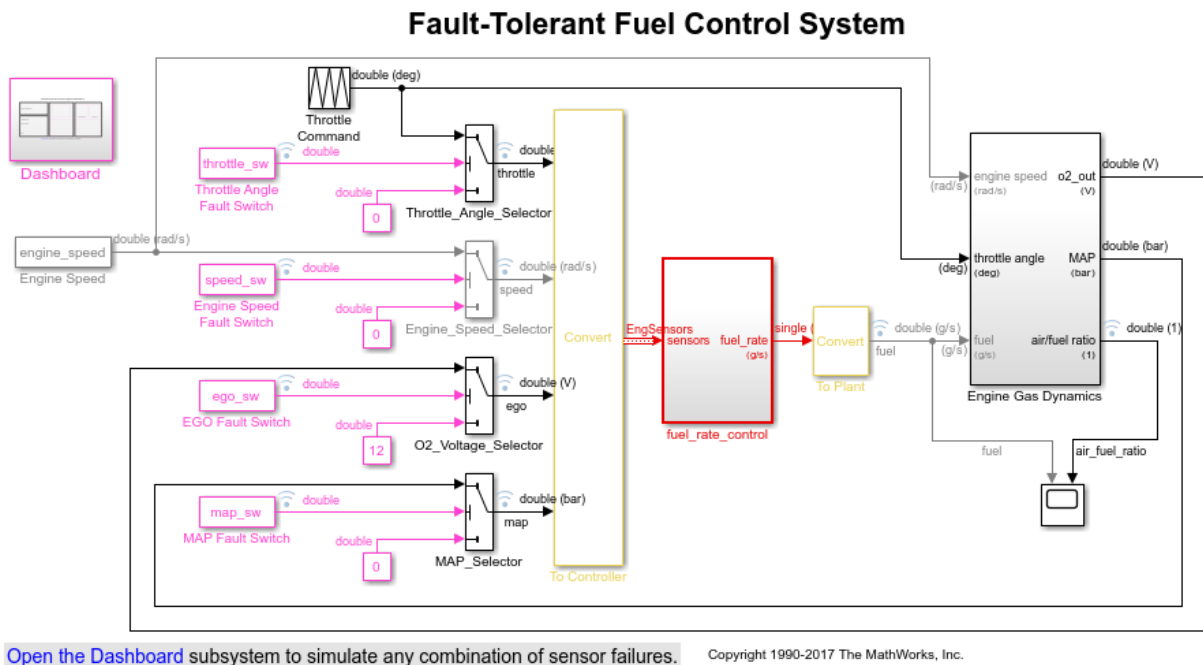 Fault-Tolerant Fuel Control System
Dashboard
double (deg)
Throttle
Command
throttle_sw
double
Throttle Angle
Fault Switch
double
0
double
throttle
Throttle_Angle_Selector
engine_speed
double (rad/s)
Engine Speed
speed_sw
double
Engine Speed
Fault Switch
double
0
double (rad/s)
speed
Engine_Speed_Selector
ego_sw
double
EGO Fault Switch
double
12
double (V)
ego
O2_Voltage_Selector
map_sw
double
MAP Fault Switch
double
0
double (bar)
map
MAP_Selector
Convert
To Controller
EngSensors
sensors
fuel_rate
(g/s)
fuel_rate_control
single (
Convert
To Plant
double (g/s)
fuel
(g/s)
(rad/s)
engine speed
(rad/s)
o2_out
(V)
double (V)
(deg)
throttle angle
(deg)
MAP
(bar)
double (bar)
fuel
(g/s)
air/fuel ratio
(1)
double (1)
Engine Gas Dynamics
fuel
air_fuel_ratio
Open the Dashboard subsystem to simulate any combination of sensor failures.
Copyright 1990-2017 The MathWorks, Inc.